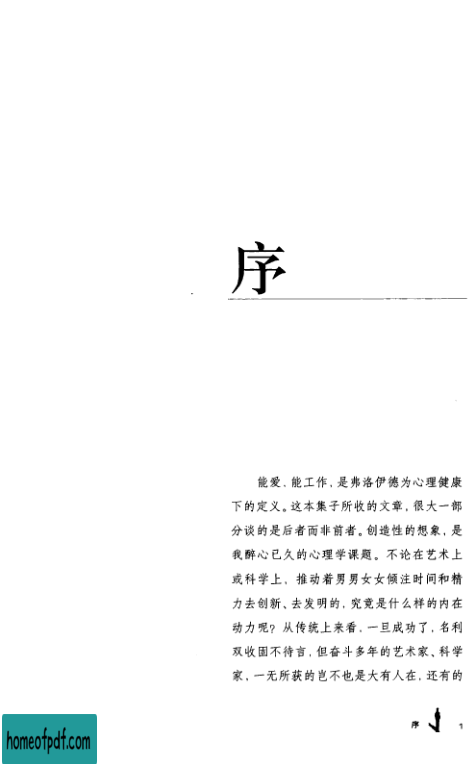 序
能爱,能工作,是弗洛伊德为心理健康
下的定义。这本集子所收的文章,很大一部
分谈的是后者而非前者。创造性的想象,是
我醉心已久的心理学课题。不论在艺术上
或科学上,推动着男男女女倾注时间和精
力去创新、去发明的,究竟是什么样的内在
动力呢?从传统上来看,一旦成功了,名利
双收固不待言,但奋斗多年的艺术家、科学
家,一无所获的岂不也是大有人在,还有的
序 1
homeofpdf.com